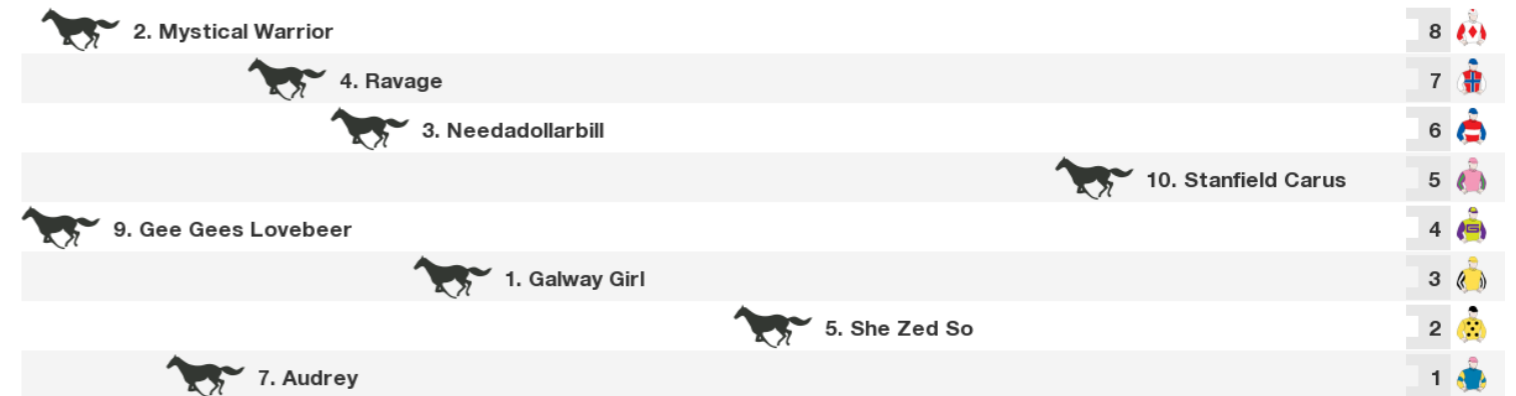 2. Mystical Warrior 8
4. Ravage 7
3. Needadollarbill 6
10. Stanfield Carus 5
9. Gee Gees Lovebeer 4
1. Galway Girl 3
5. She Zed So 2
7. Audrey 1